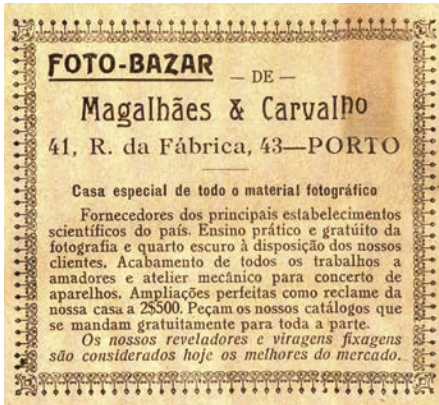 FOTO-BAZAR — DE —
Magalhães & Carvalho
41, R. da Fábrica, 43—PORTO
Casa especial de todo o material fotográfico
Fornecedores dos principais estabelecimentos
scientíficos do país. Ensino prático e gratúito da
fotografia e quarto escuro à disposição dos nossos
clientes. Acabamento de todos os trabalhos a
amadores e atelier mecânico para concerto de
aparelhos. Ampliações perfeitas como reclame da
nossa casa a 2$500. Peçam os nossos catálogos que
se mandam gratuitamente para toda a parte.
Os nossos reveladores e viragens fixagens
são considerados hoje os melhores do mercado.